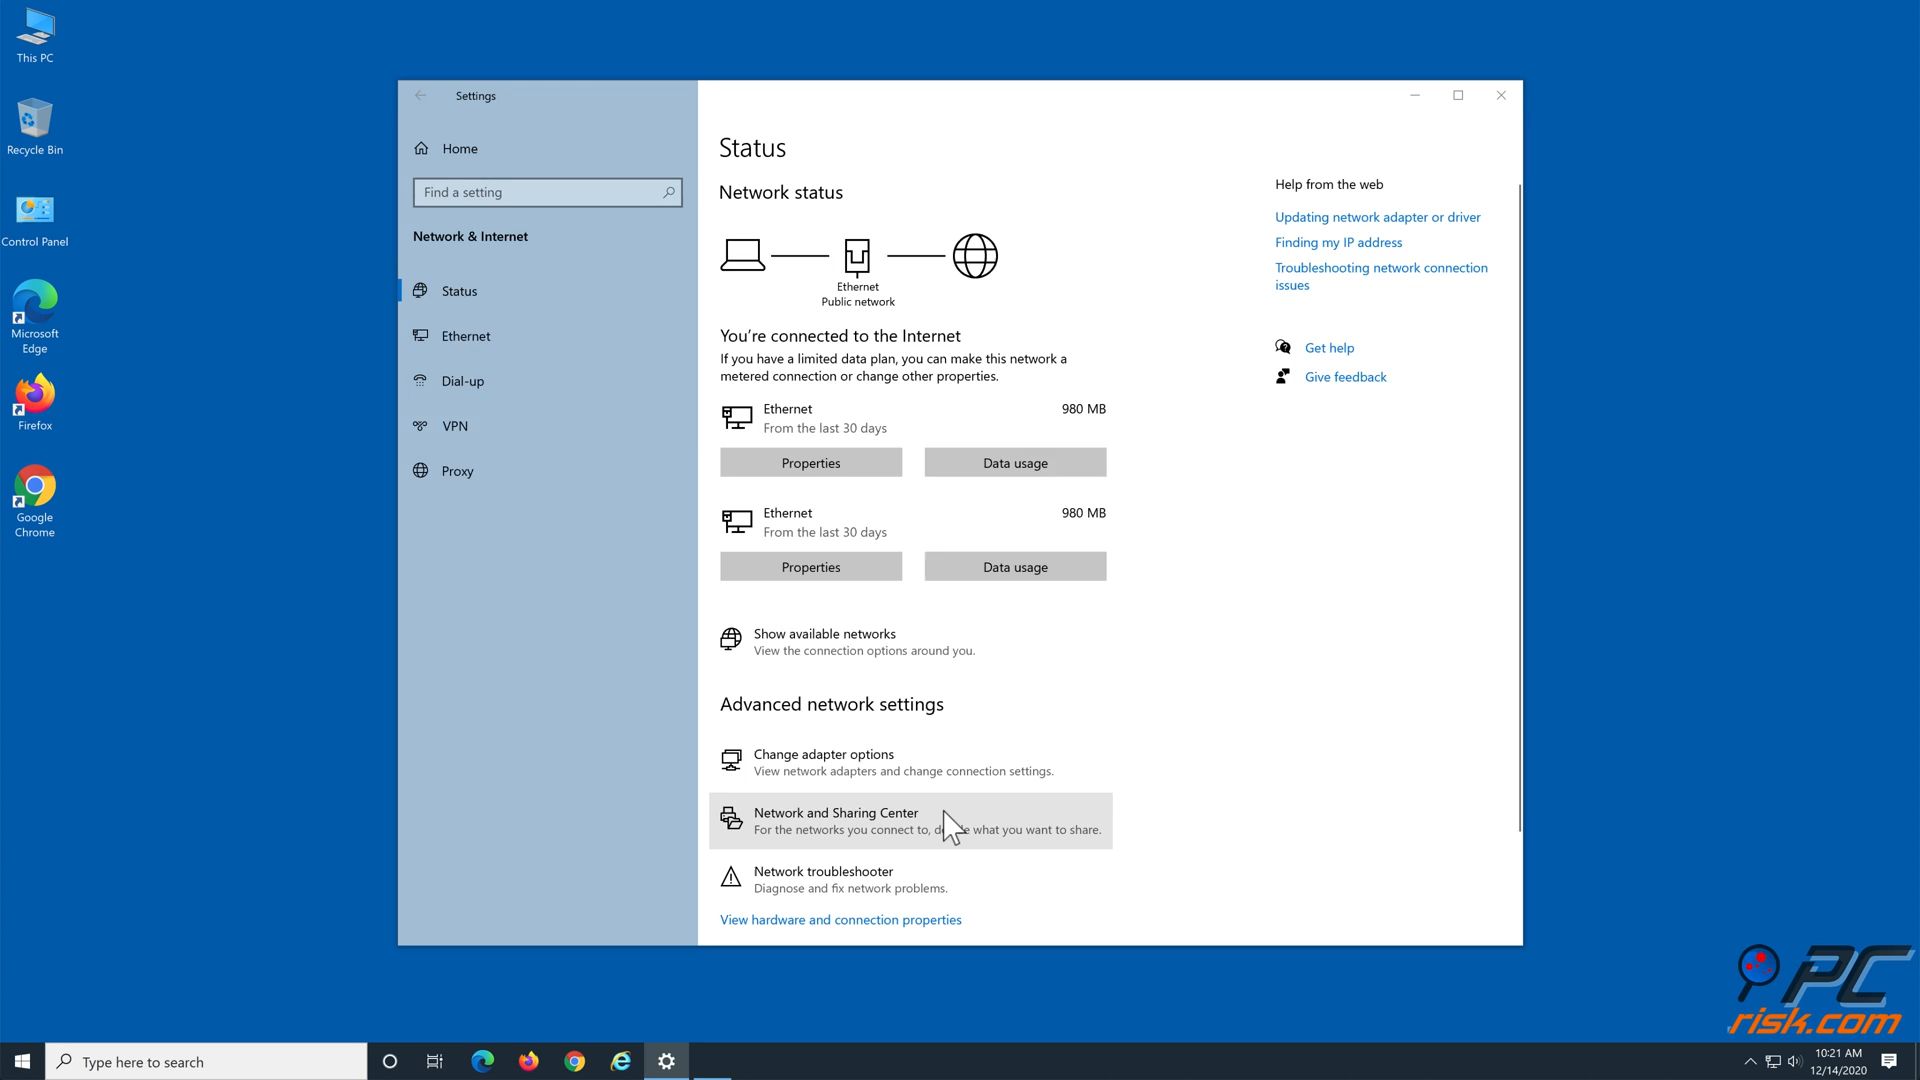 This PC
Recycle Bin
Control Panel
Microsoft
Edge
Firefox
Google
Chrome
Settings
Home
Find a setting
Network & Internet
Status
Ethernet
Dial-up
VPN
Proxy
Status
Network status
Ethernet
Public network
You're connected to the Internet
If you have a limited data plan, you can make this network a
metered connection or change other properties.
Ethernet 980 MB
From the last 30 days
Properties Data usage
Ethernet 980 MB
From the last 30 days
Properties Data usage
Show available networks
View the connection options around you.
Advanced network settings
Change adapter options
View network adapters and change connection settings.
Network and Sharing Center
For the networks you connect to, what you want to share.
Network troubleshooter
Diagnose and fix network problems.
View hardware and connection properties
Help from the web
Updating network adapter or driver
Finding my IP address
Troubleshooting network connection
issues
Get help
Give feedback
PC
risk.com
Type here to search
10:21 AM
12/14/2020